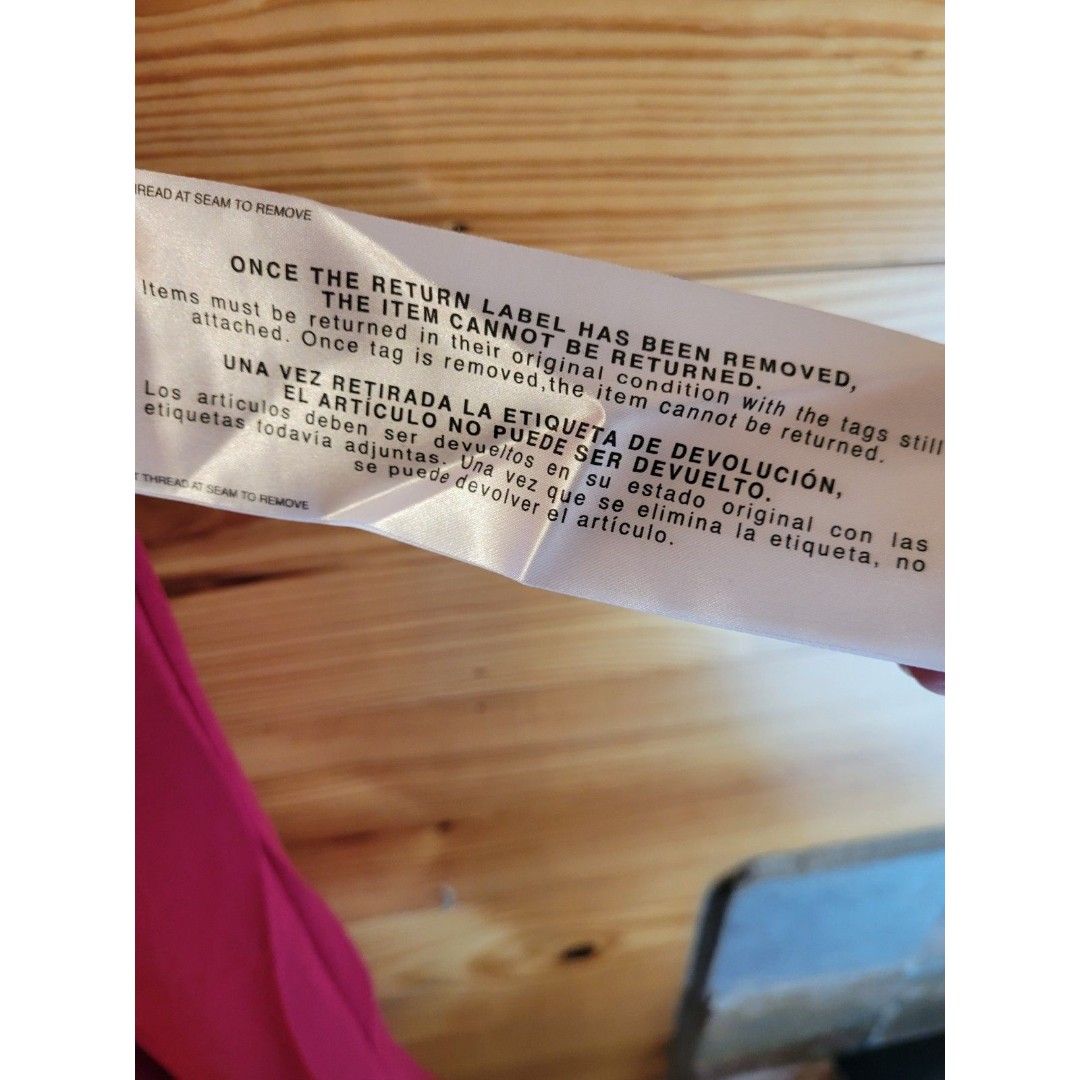 THREAD AT SEAM TO REMOVE
ONCE THE RETURN LABEL HAS BEEN REMOVED,
THE ITEM CANNOT BE RETURNED.
Items must be returned in their original condition with the tags still
attached. Once tag is removed,the item cannot be returned.
UNA VEZ RETIRADA LA ETIQUETA DE DEVOLUCIÓN,
EL ARTÍCULO NO PUEDE SER DEVUELTO.
Los artículos deben ser devueltos en su estado original con las
etiquetas todavía adjuntas. Una vez que se elimina la etiqueta, no
se puede devolver el artículo.
THREAD AT SEAM TO REMOVE